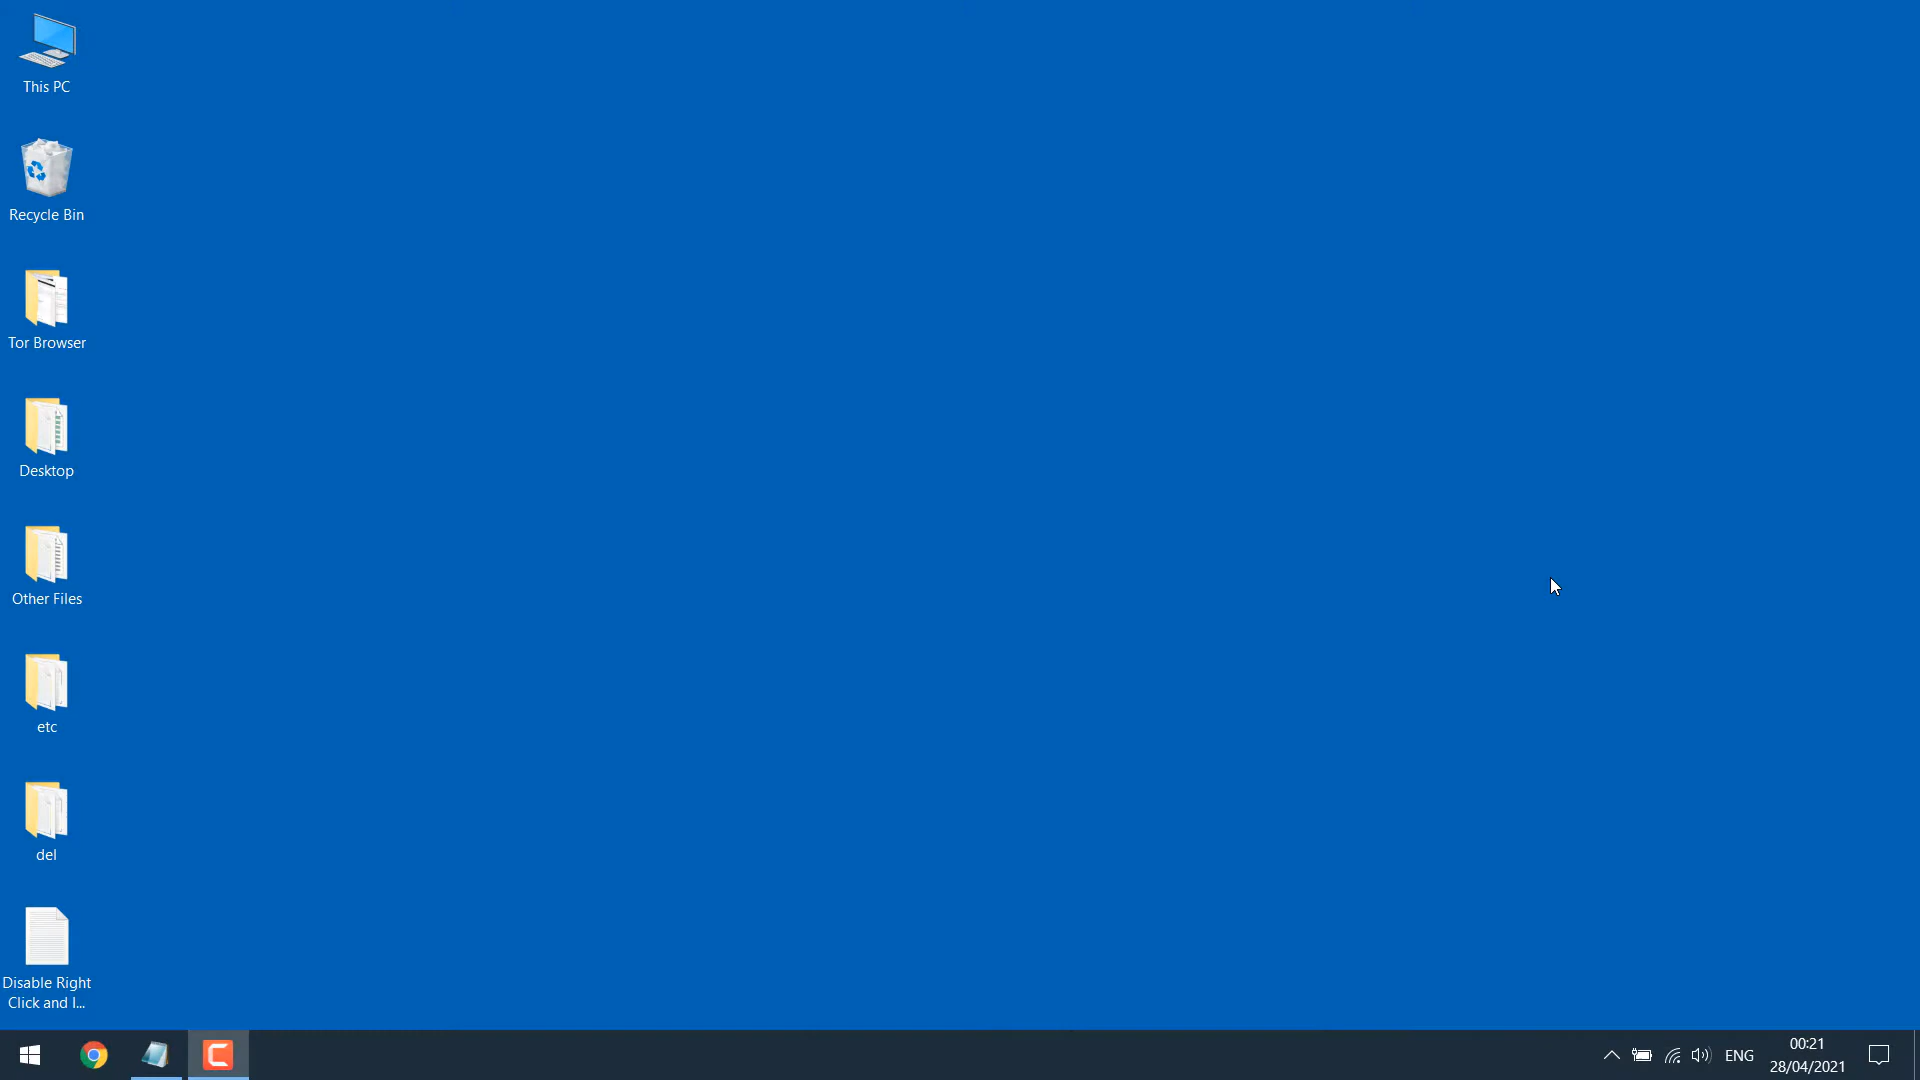 This PC
Recycle Bin
Tor Browser
Desktop
Other Files
etc
del
Disable Right
Click and I...
ENG
00:21
28/04/2021